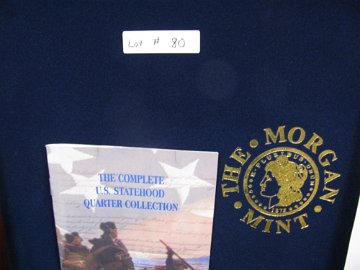 LOT # 80
THE COMPLETE
U.S. STATEHOOD
QUARTER COLLECTION
·THE·MORGAN·
MINT·